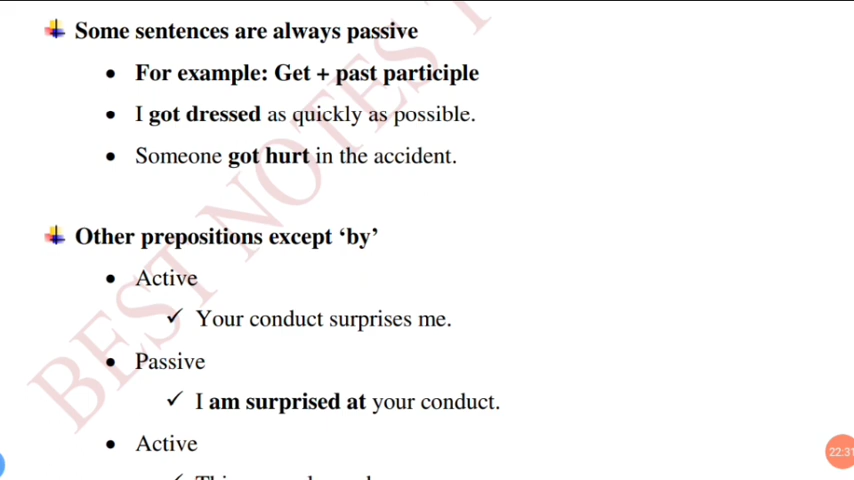 Some sentences are always passive
• For example: Get + past participle
• I got dressed as quickly as possible.
• Someone got hurt in the accident.
Other prepositions except ‘by’
• Active
✓ Your conduct surprises me.
• Passive
✓ I am surprised at your conduct.
• Active
BEST NOTES T
22:31